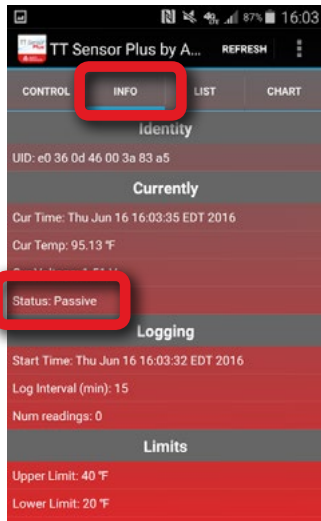 87% 16:03
TT Sensor Plus by A... REFRESH
CONTROL INFO LIST CHART
Identity
UID: e0 36 0d 46 00 3a 83 a5
Currently
Cur Time: Thu Jun 16 16:03:35 EDT 2016
Cur Temp: 95.13 °F
Status: Passive
Logging
Start Time: Thu Jun 16 16:03:32 EDT 2016
Log Interval (min): 15
Num readings: 0
Limits
Upper Limit: 40 °F
Lower Limit: 20 °F